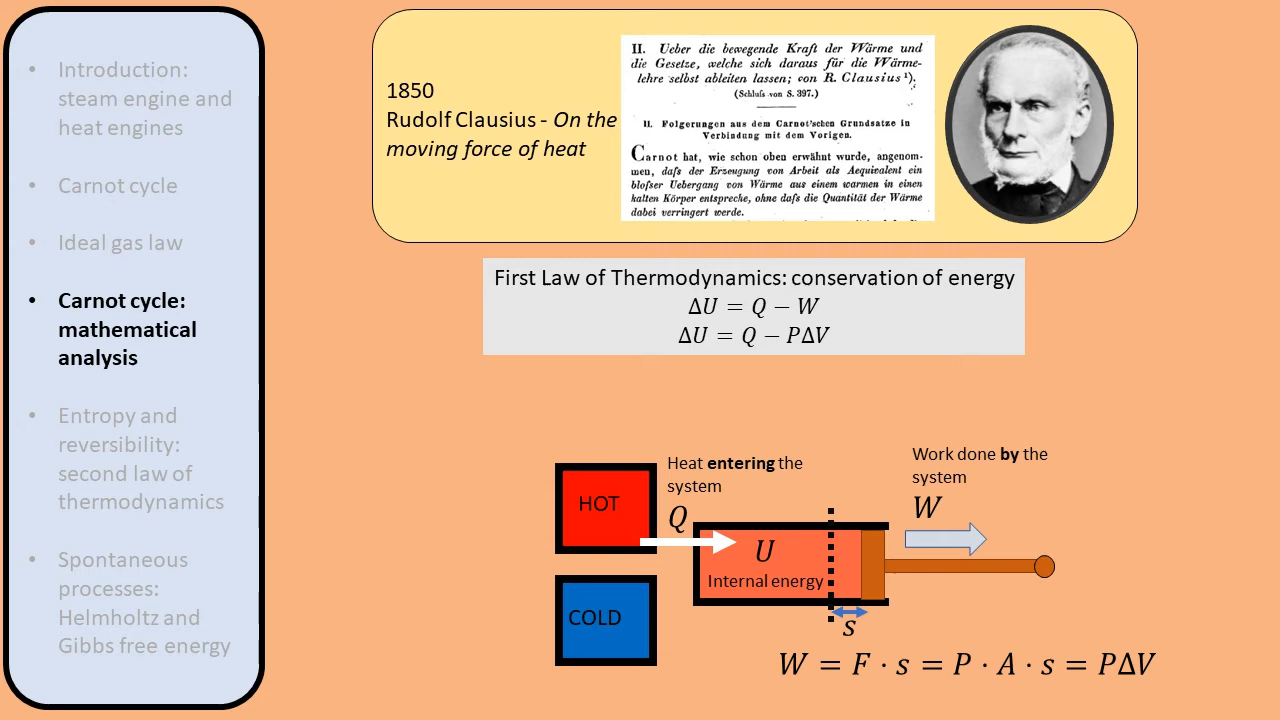 • Introduction:
steam engine and
heat engines
• Carnot cycle
• Ideal gas law
• Carnot cycle:
mathematical
analysis
• Entropy and
reversibility:
second law of
thermodynamics
• Spontaneous
processes:
Helmholtz and
Gibbs free energy
1850
Rudolf Clausius - On the
moving force of heat
II. Ueber die bewegende Kraft der Wärme und
die Gesetze, welche sich daraus für die Wärme-
lehre selbst ableiten lassen; von R. Clausius ¹).
(Schluſs von S. 397.)
II. Folgerungen aus dem Carnot'schen Grundsatze in
Verbindung mit dem Vorigen.
Carnot hat, wie schon oben erwähnt wurde, angenom-
men, daſs der Erzeugung von Arbeit als Aequivalent ein
bloſser Uebergang von Wärme aus einem warmen in einen
kalten Körper entspreche, ohne daſs die Quantität der Wärme
dabei verringert werde.
First Law of Thermodynamics: conservation of energy
ΔU = Q − W
ΔU = Q − PΔV
HOT
COLD
Heat entering the
system
Q
U
Internal energy
Work done by the
system
W
s
W = F · s = P · A · s = PΔV